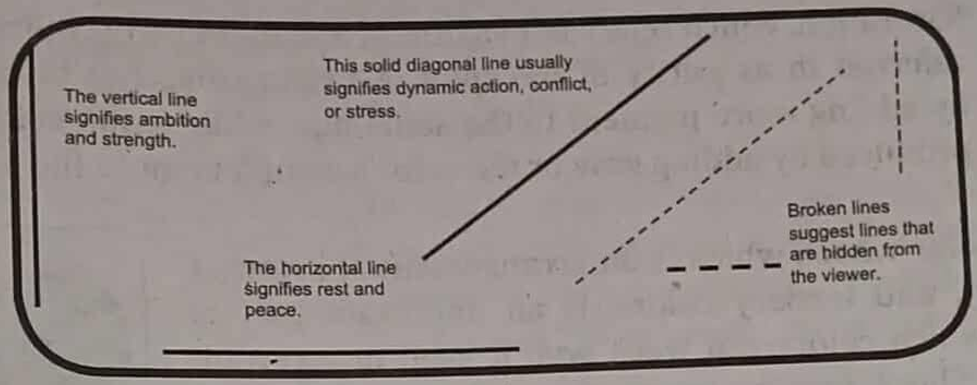 The vertical line
signifies ambition
and strength.
This solid diagonal line usually
signifies dynamic action, conflict,
or stress.
The horizontal line
signifies rest and
peace.
Broken lines
suggest lines that
are hidden from
the viewer.